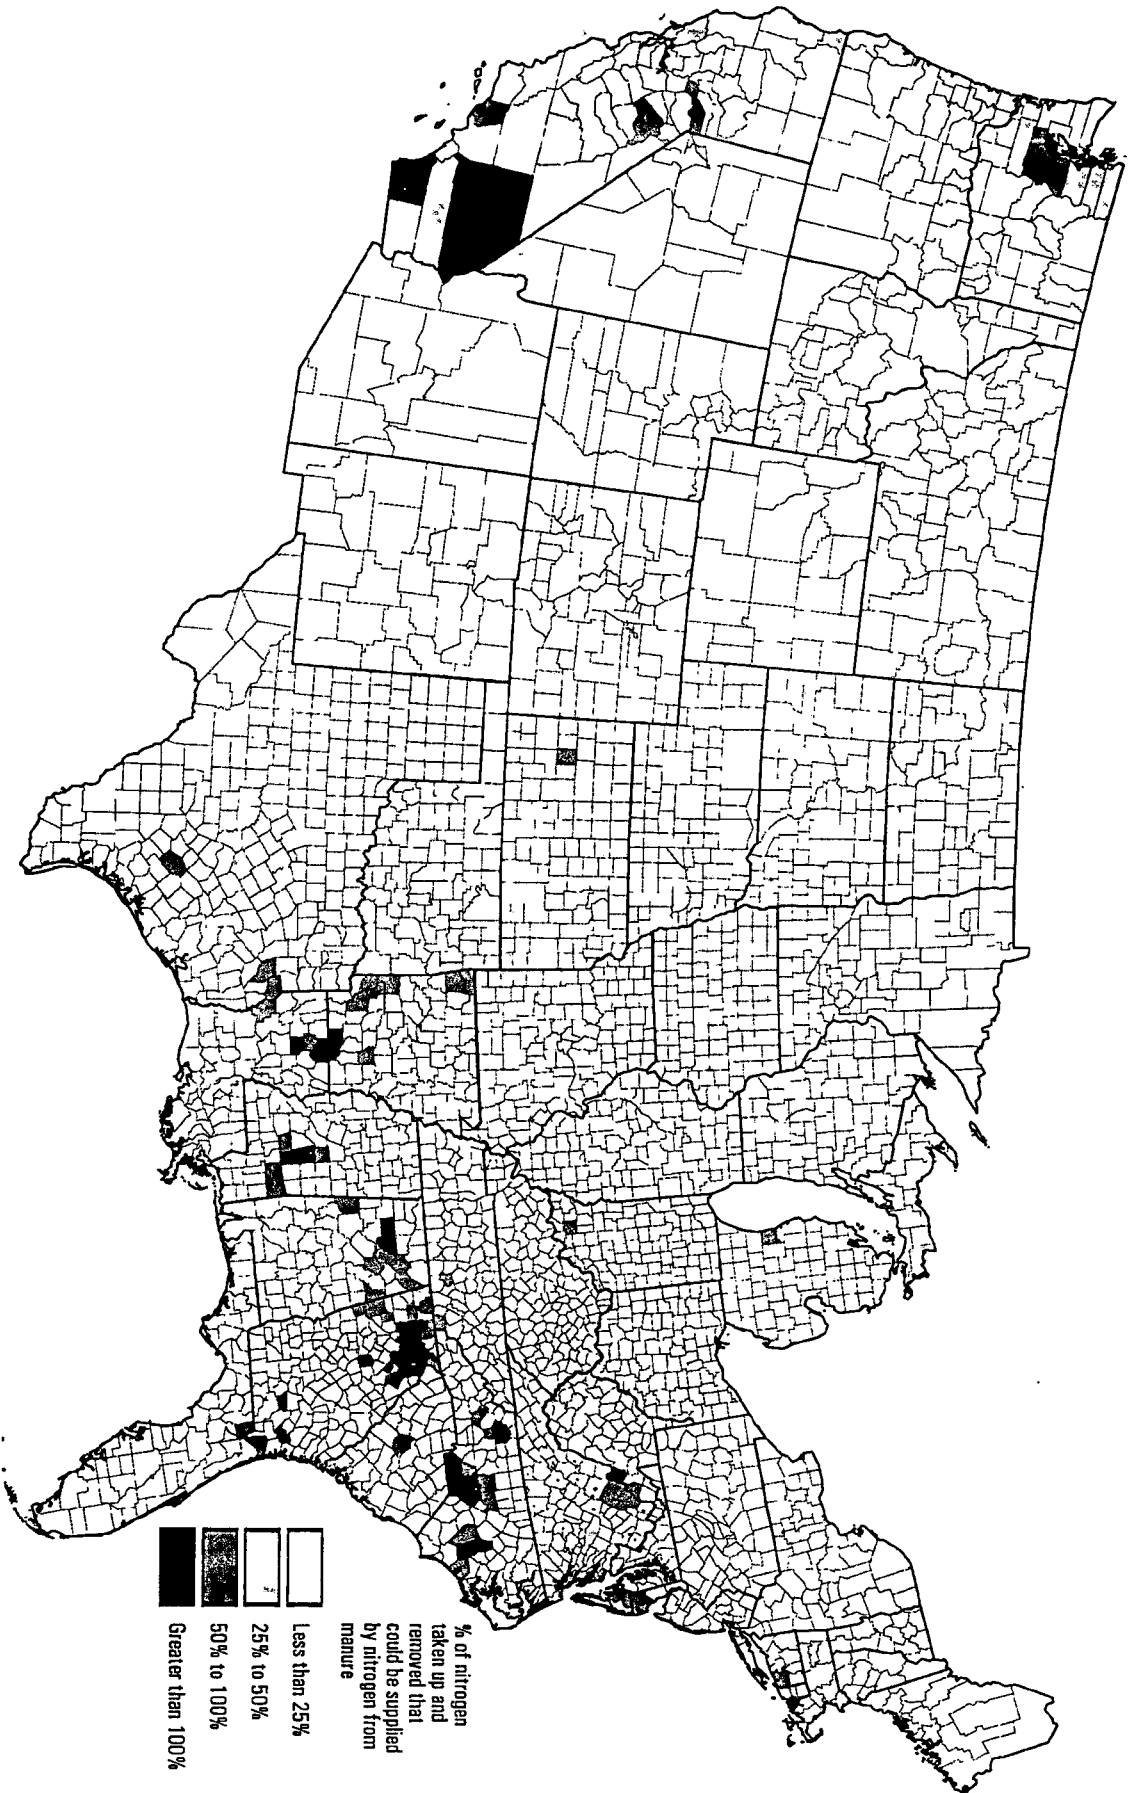 % of nitrogen
taken up and
removed that
could be supplied
by nitrogen from
manure
Less than 25%
25% to 50%
50% to 100%
Greater than 100%